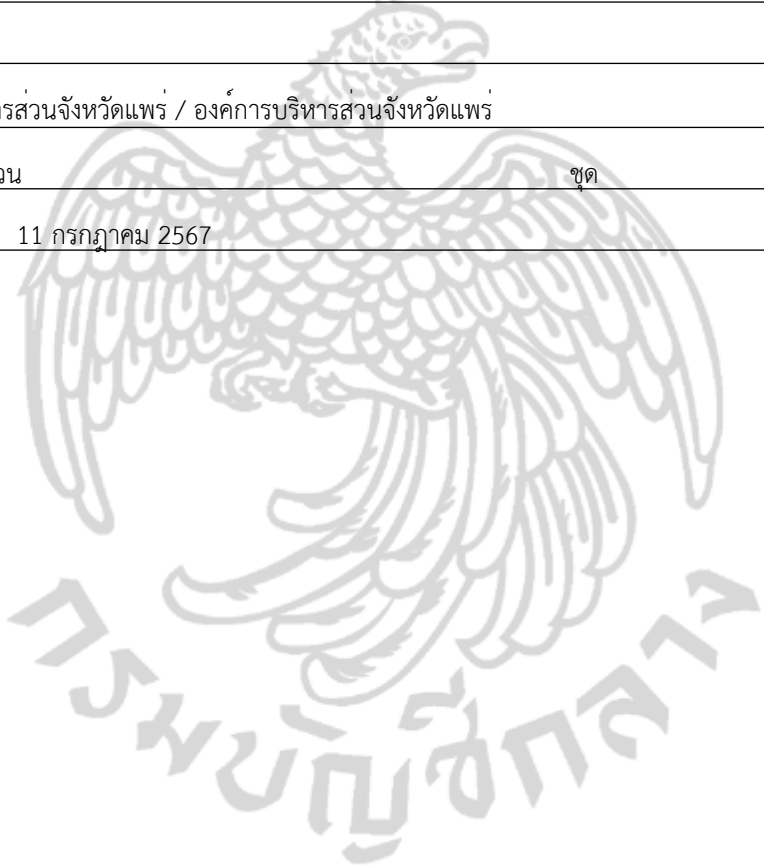 รส่วนจังหวัดแพร่ / องค์การบริหารส่วนจังหวัดแพร่
วน ชุด
11 กรกฎาคม 2567
กรมบัญชีกลาง